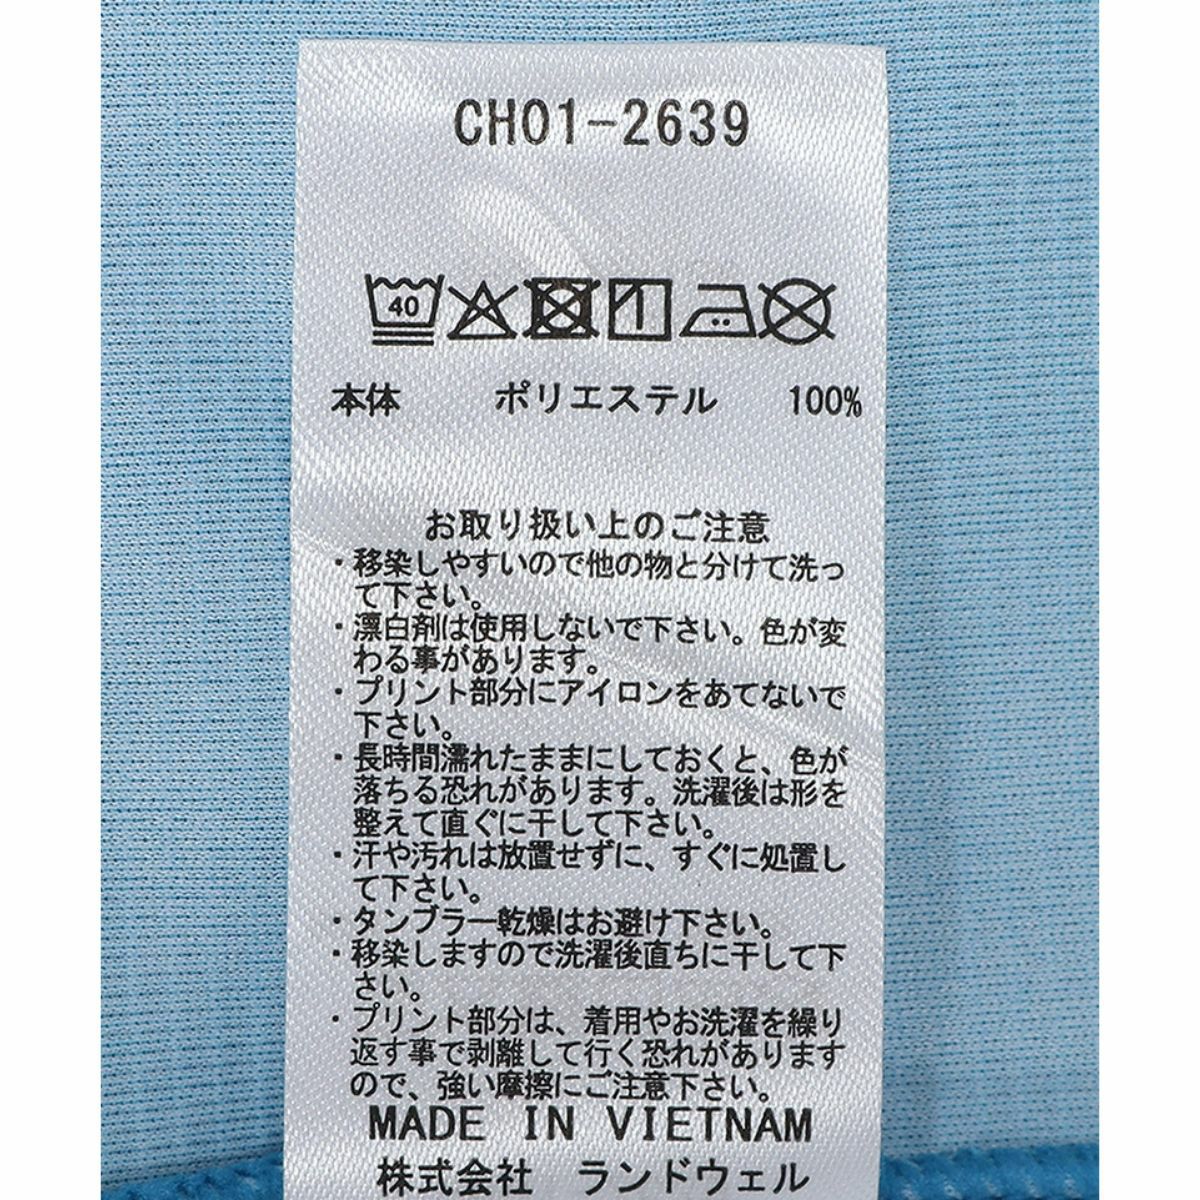 CH01-2639
40
本体 ポリエステル 100%
お取り扱い上のご注意
・移染しやすいので他の物と分けて洗っ
て下さい。
・漂白剤は使用しないで下さい。色が変
わる事があります。
・プリント部分にアイロンをあてないで
下さい。
・長時間濡れたままにしておくと、色が
落ちる恐れがあります。洗濯後は形を
整えて直ぐに干して下さい。
・汗や汚れは放置せずに、すぐに処置し
て下さい。
・タンブラー乾燥はお避け下さい。
・移染しますので洗濯後直ちに干して下
さい。
・プリント部分は、着用やお洗濯を繰り
返す事で剥離して行く恐れがあります
ので、強い摩擦にご注意下さい。
MADE IN VIETNAM
株式会社 ランドウェル